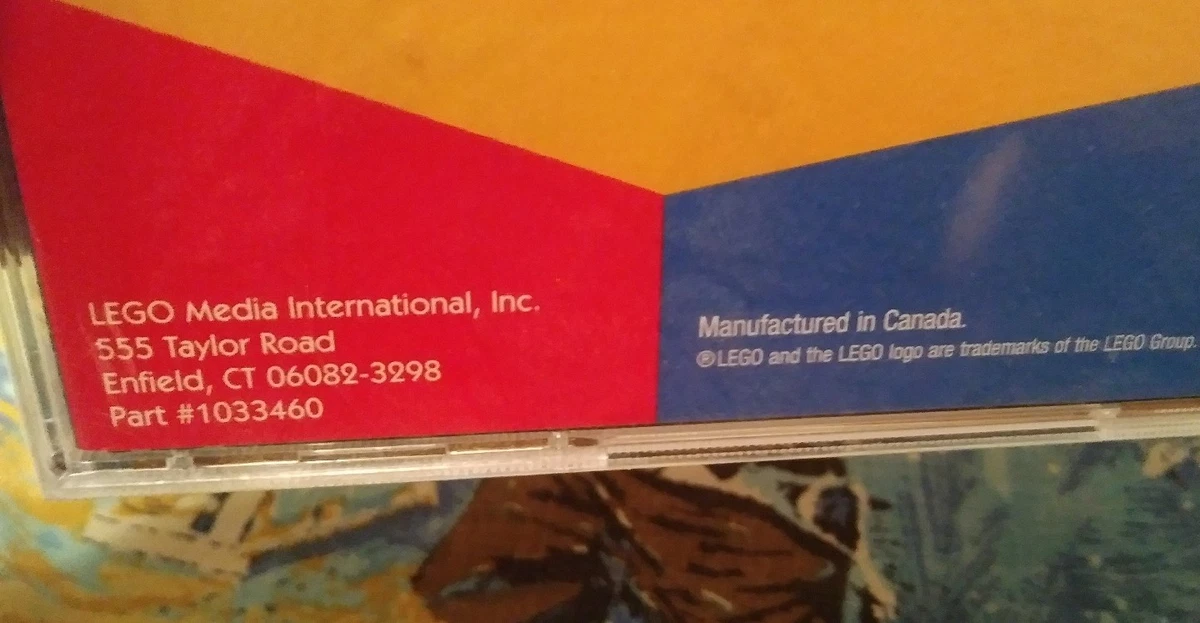 LEGO Media International, Inc.
555 Taylor Road
Enfield, CT 06082-3298
Part #1033460
Manufactured in Canada.
®LEGO and the LEGO logo are trademarks of the LEGO Group.